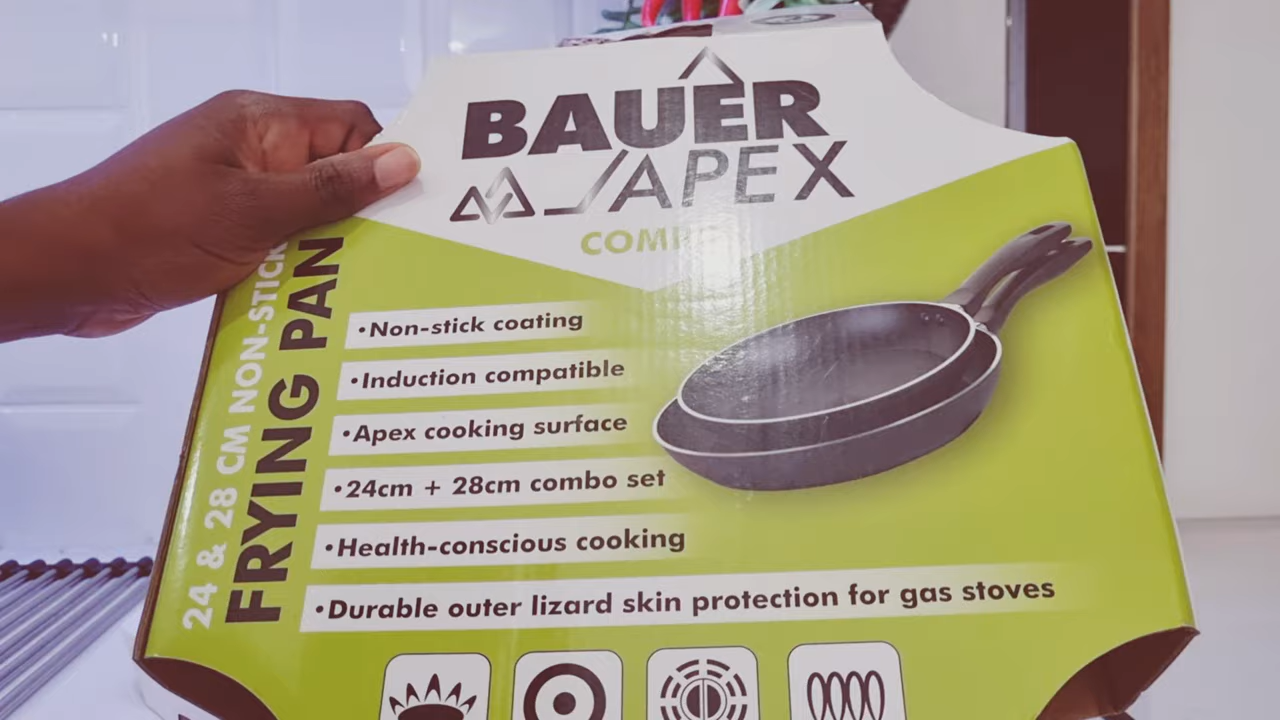 BAUER
APEX
24 & 28 CM NON-STICK
FRYING PAN
•Non-stick coating
•Induction compatible
•Apex cooking surface
•24cm + 28cm combo set
•Health-conscious cooking
•Durable outer lizard skin protection for gas stoves